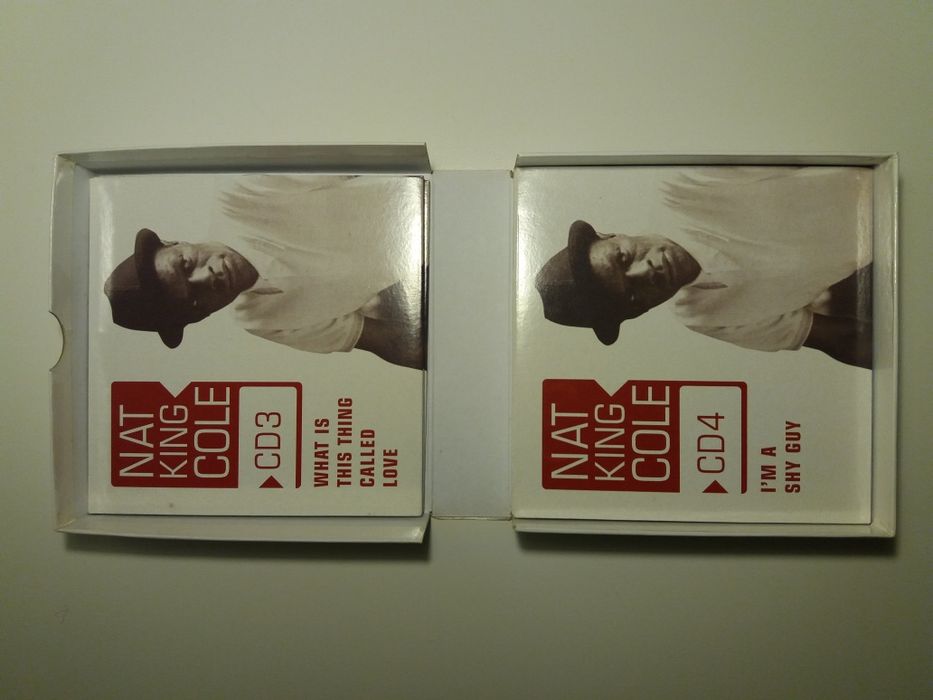 NAT
KING
COLE
CD3
WHAT IS
THIS THING
CALLED
LOVE
NAT
KING
COLE
CD4
I'M A
SHY GUY